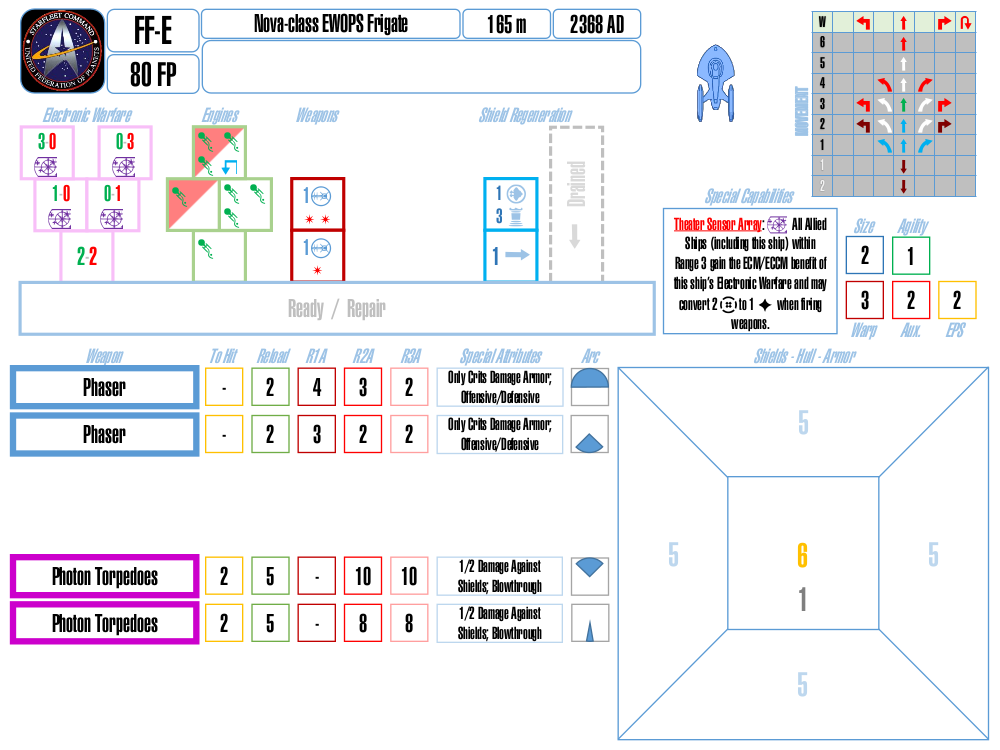 STARFLEET COMMAND
UNITED FEDERATION OF PLANETS
FF-E
80 FP
Nova-class EWOPS Frigate
165 m
2368 AD
MOVEMENT
W
6
5
4
3
2
1
1
2
Electronic Warfare
3-0
0-3
1-0
0-1
2-2
Engines
Weapons
1
1
Shield Regeneration
1
3
1
Drained
Ready / Repair
Special Capabilities
Theater Sensor Array: All Allied
Ships (including this ship) within
Range 3 gain the ECM/ECCM benefit of
this ship's Electronic Warfare and may
convert 2 to 1 when firing
weapons.
Size
Agility
2
1
3
2
2
Warp
Aux.
EPS
Weapon
To Hit
Reload
R1A
R2A
R3A
Special Attributes
Arc
Phaser
-
2
4
3
2
Only Crits Damage Armor;
Offensive/Defensive
Phaser
-
2
3
2
2
Only Crits Damage Armor;
Offensive/Defensive
Photon Torpedoes
2
5
-
10
10
1/2 Damage Against
Shields; Blowthrough
Photon Torpedoes
2
5
-
8
8
1/2 Damage Against
Shields; Blowthrough
Shields - Hull - Armor
5
5
6
5
1
5